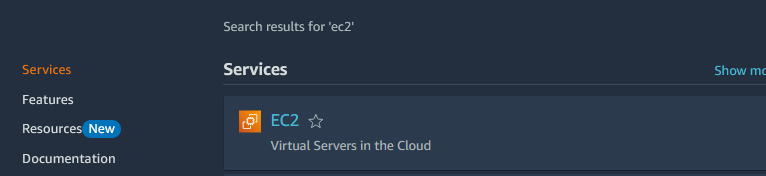 Search results for 'ec2'
Services
Features
Resources New
Documentation
Services
Show mo
EC2
Virtual Servers in the Cloud